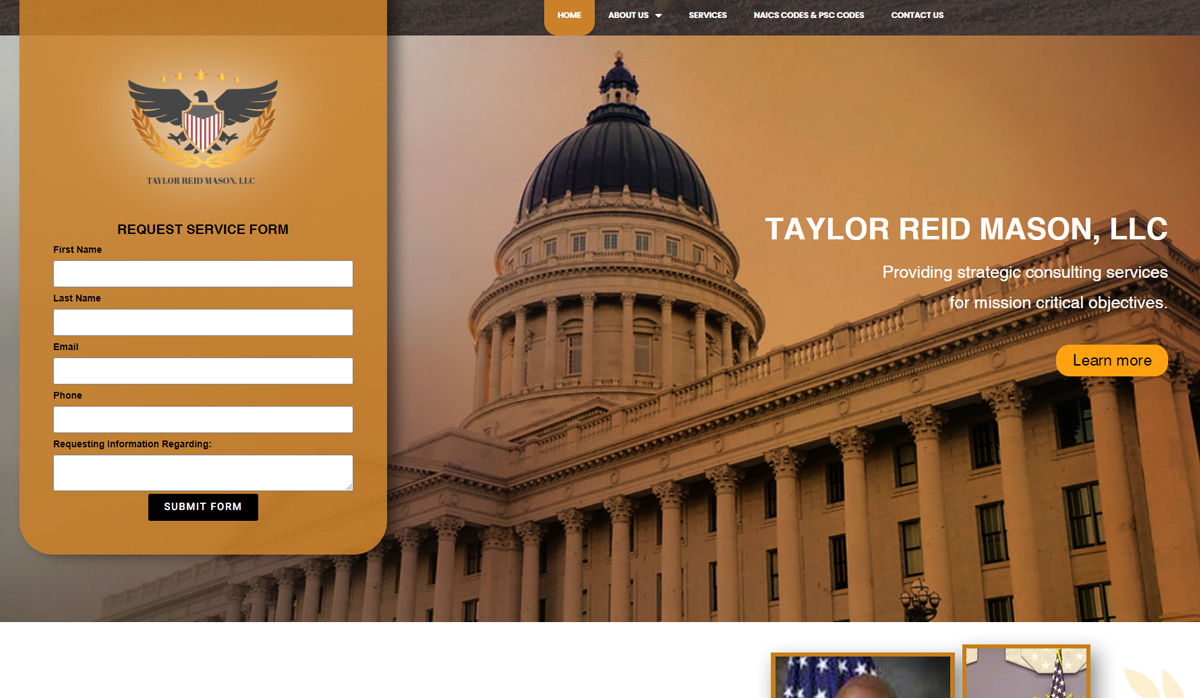 HOME
ABOUT US
SERVICES
NAICS CODES & PSC CODES
CONTACT US
TAYLOR REID MASON, LLC
REQUEST SERVICE FORM
First Name
Last Name
Email
Phone
Requesting Information Regarding:
SUBMIT FORM
TAYLOR REID MASON, LLC
Providing strategic consulting services
for mission critical objectives.
Learn more